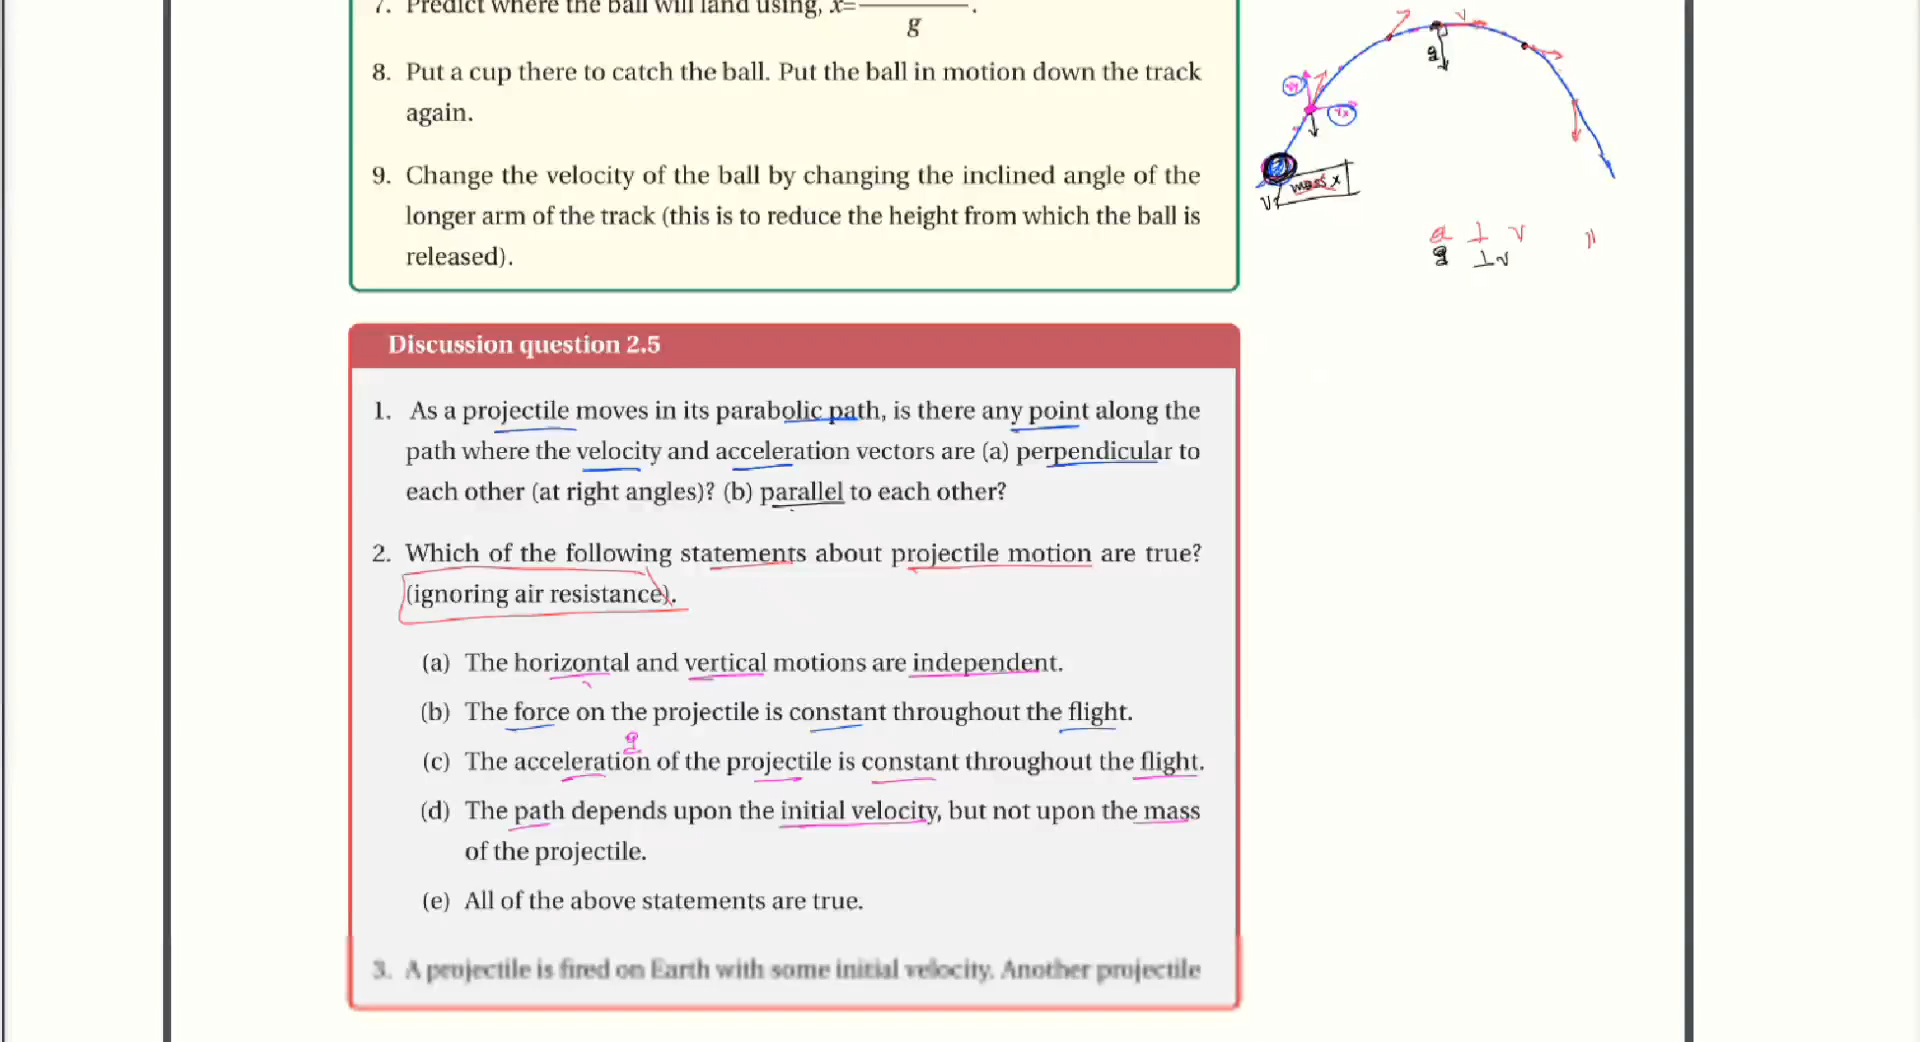 7. Predict where the ball will land using, x= .
g
8. Put a cup there to catch the ball. Put the ball in motion down the track
again.
9. Change the velocity of the ball by changing the inclined angle of the
longer arm of the track (this is to reduce the height from which the ball is
released).
Discussion question 2.5
1. As a projectile moves in its parabolic path, is there any point along the
path where the velocity and acceleration vectors are (a) perpendicular to
each other (at right angles)? (b) parallel to each other?
2. Which of the following statements about projectile motion are true?
(ignoring air resistance).
(a) The horizontal and vertical motions are independent.
(b) The force on the projectile is constant throughout the flight.
g
(c) The acceleration of the projectile is constant throughout the flight.
(d) The path depends upon the initial velocity, but not upon the mass
of the projectile.
(e) All of the above statements are true.
3. A projectile is fired on Earth with some initial velocity. Another projectile
v
g
vy
vx
mass x
a ⊥ v
g ⊥ v